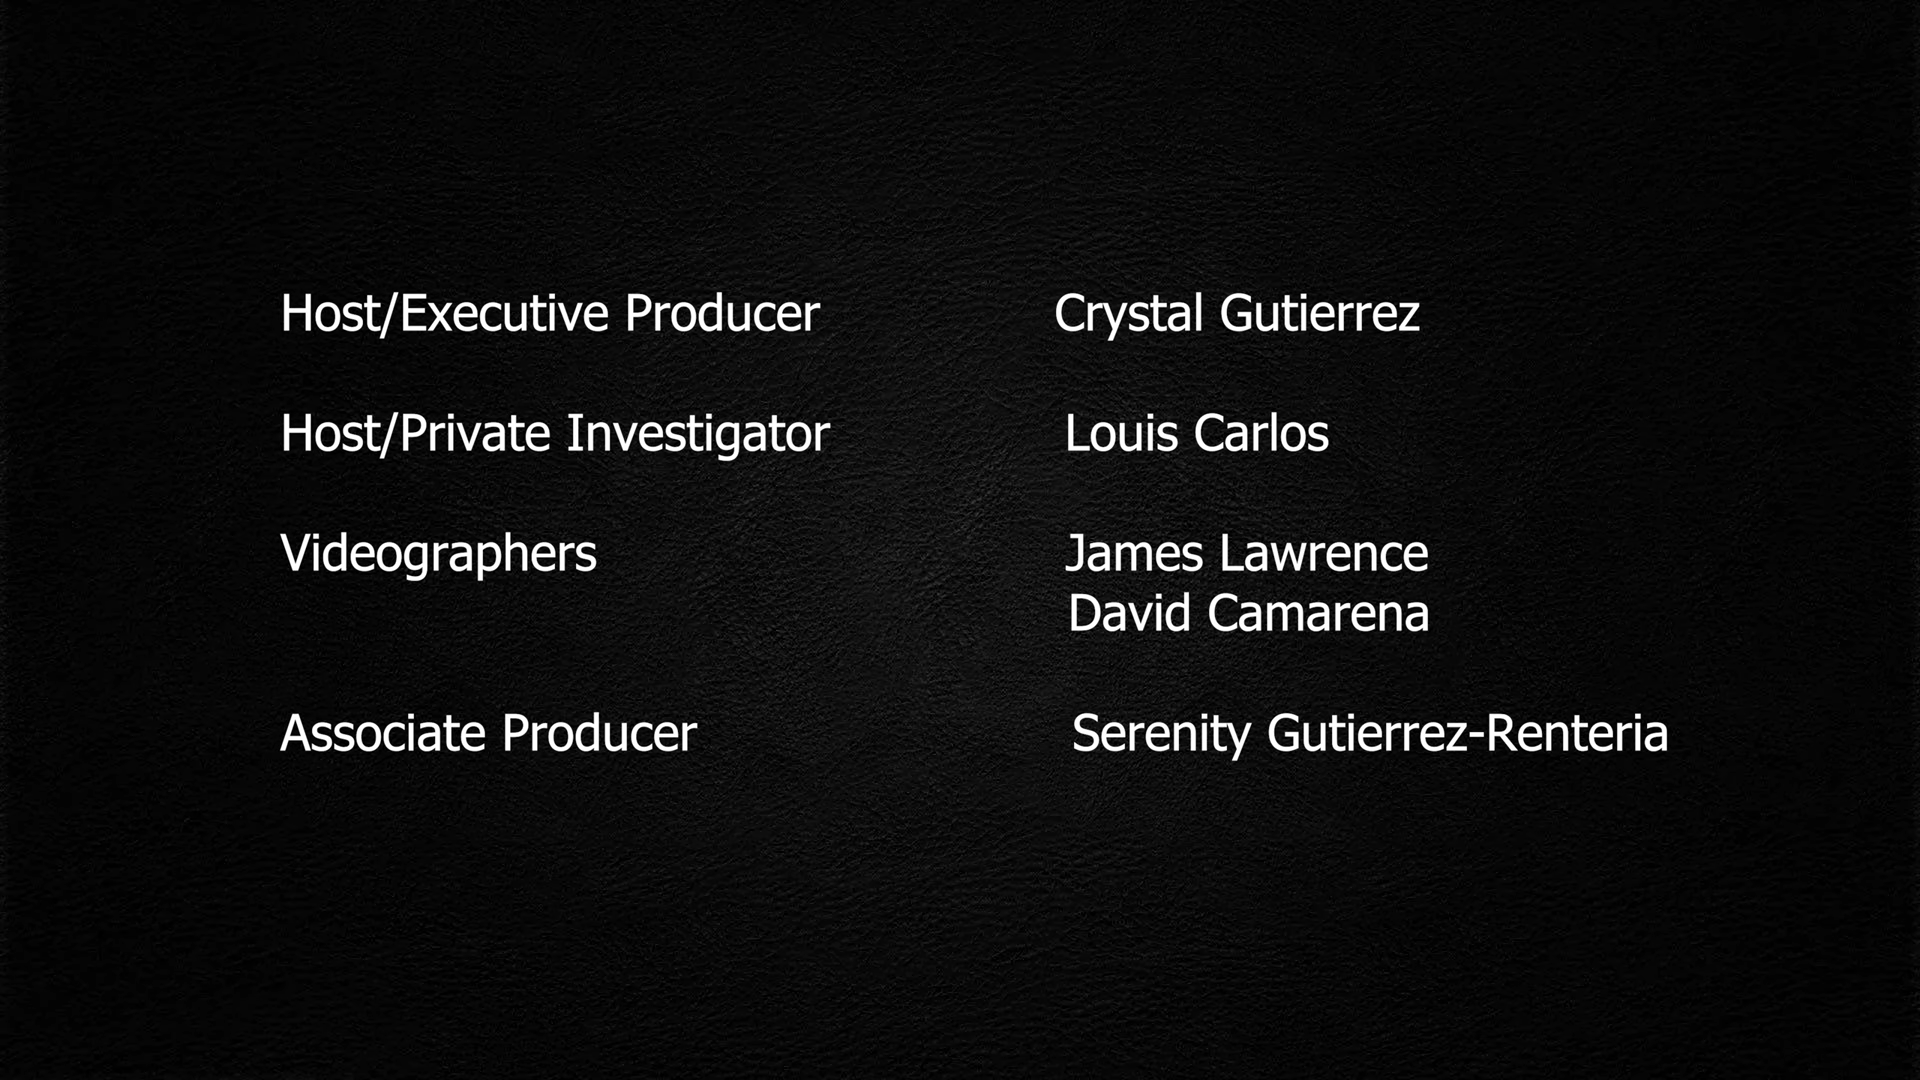 Host/Executive Producer Crystal Gutierrez
Host/Private Investigator Louis Carlos
Videographers James Lawrence
David Camarena
Associate Producer Serenity Gutierrez-Renteria